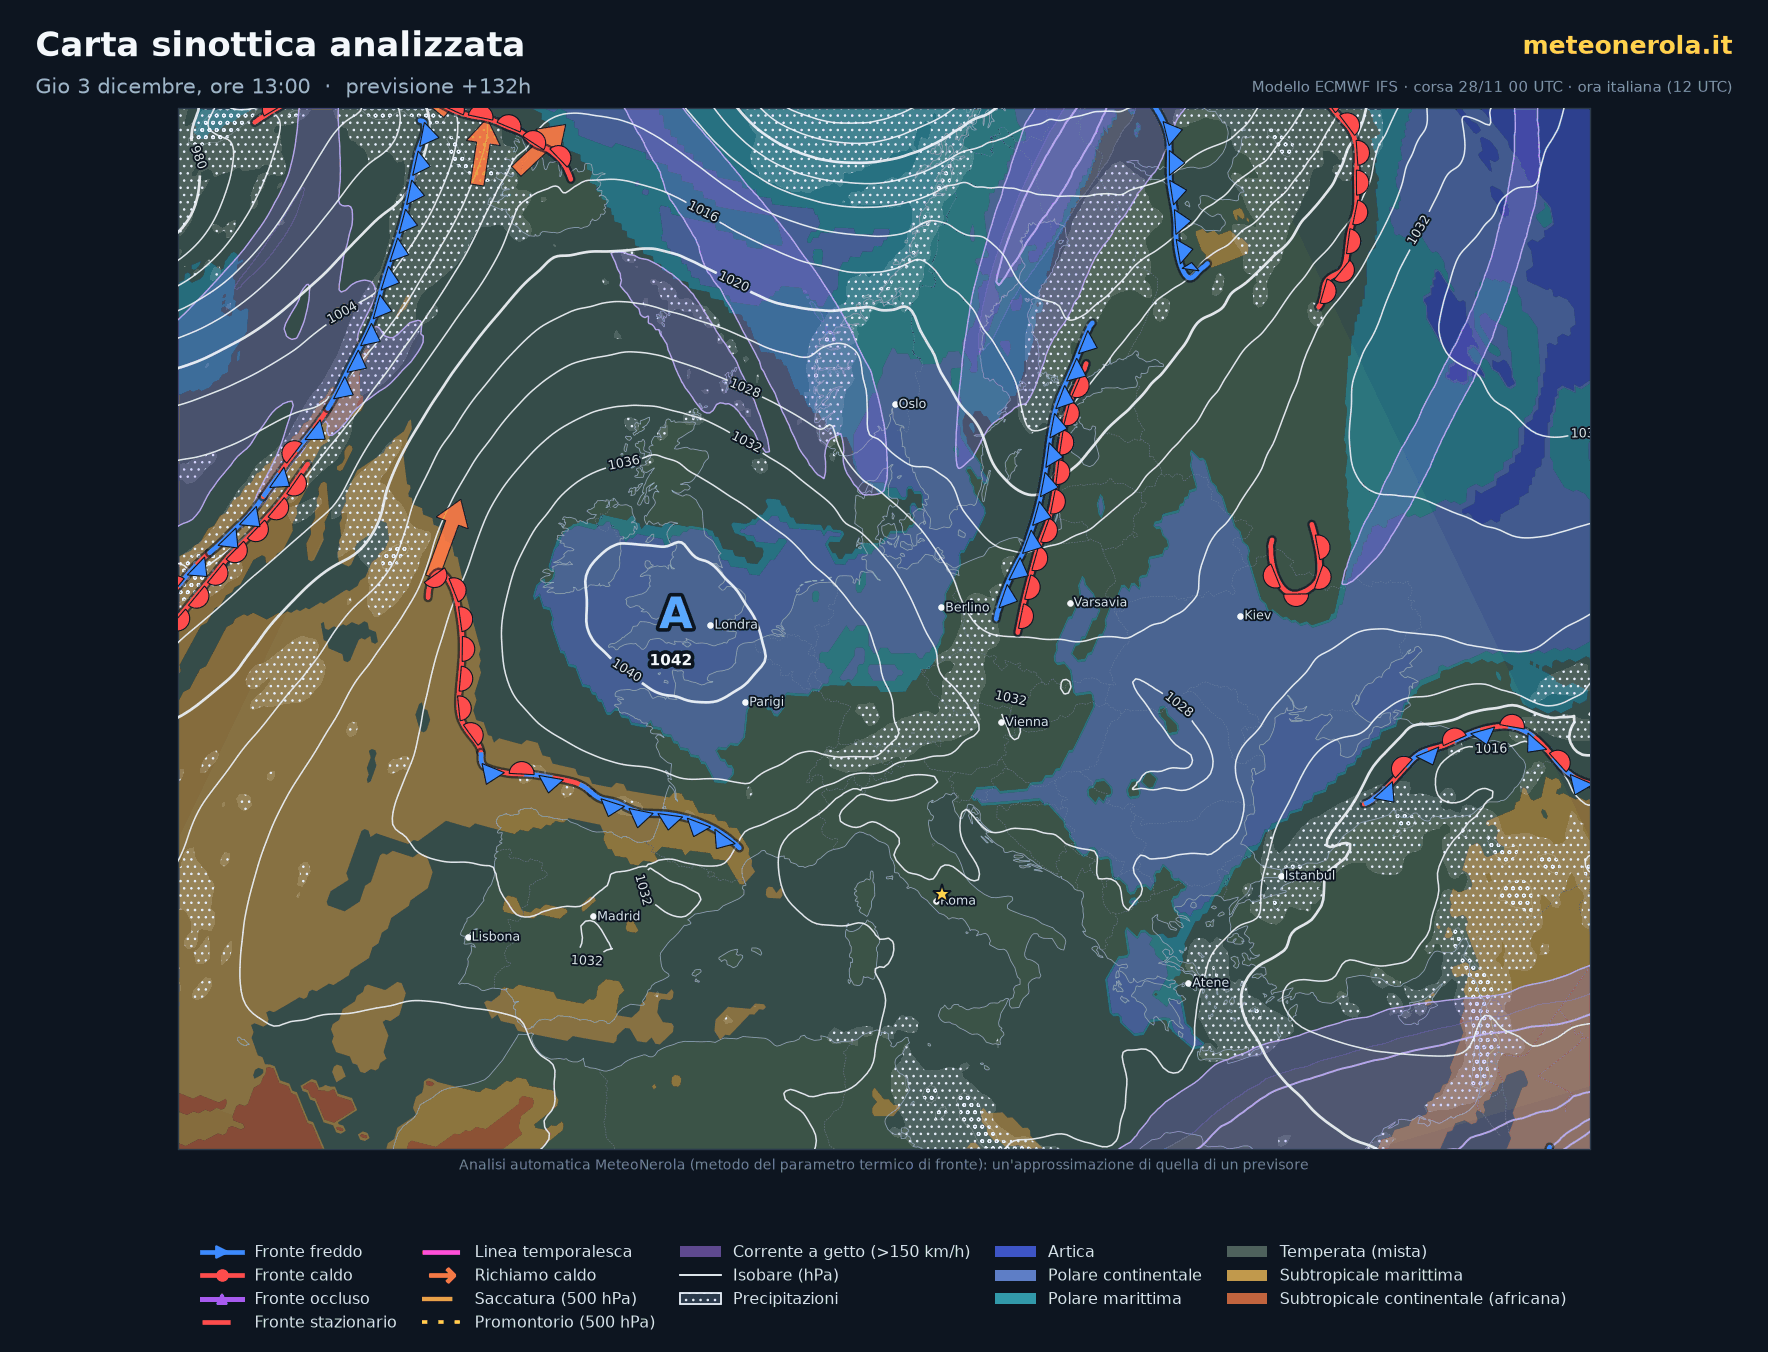 Carta sinottica analizzata
meteonerola.it
Gio 3 dicembre, ore 13:00 · previsione +132h
Modello ECMWF IFS · corsa 28/11 00 UTC · ora italiana (12 UTC)
980
1016
1032
1020
1004
1028
Oslo
1032
103
1036
A
Londra
1042
1040
Berlino
Varsavia
Kiev
Parigi
1032
Vienna
1028
1016
Istanbul
1032
Roma
Madrid
Lisbona
1032
Atene
Analisi automatica MeteoNerola (metodo del parametro termico di fronte): un'approssimazione di quella di un previsore
Fronte freddo
Fronte caldo
Fronte occluso
Fronte stazionario
Linea temporalesca
Richiamo caldo
Saccatura (500 hPa)
Promontorio (500 hPa)
Corrente a getto (>150 km/h)
Isobare (hPa)
Precipitazioni
Artica
Polare continentale
Polare marittima
Temperata (mista)
Subtropicale marittima
Subtropicale continentale (africana)